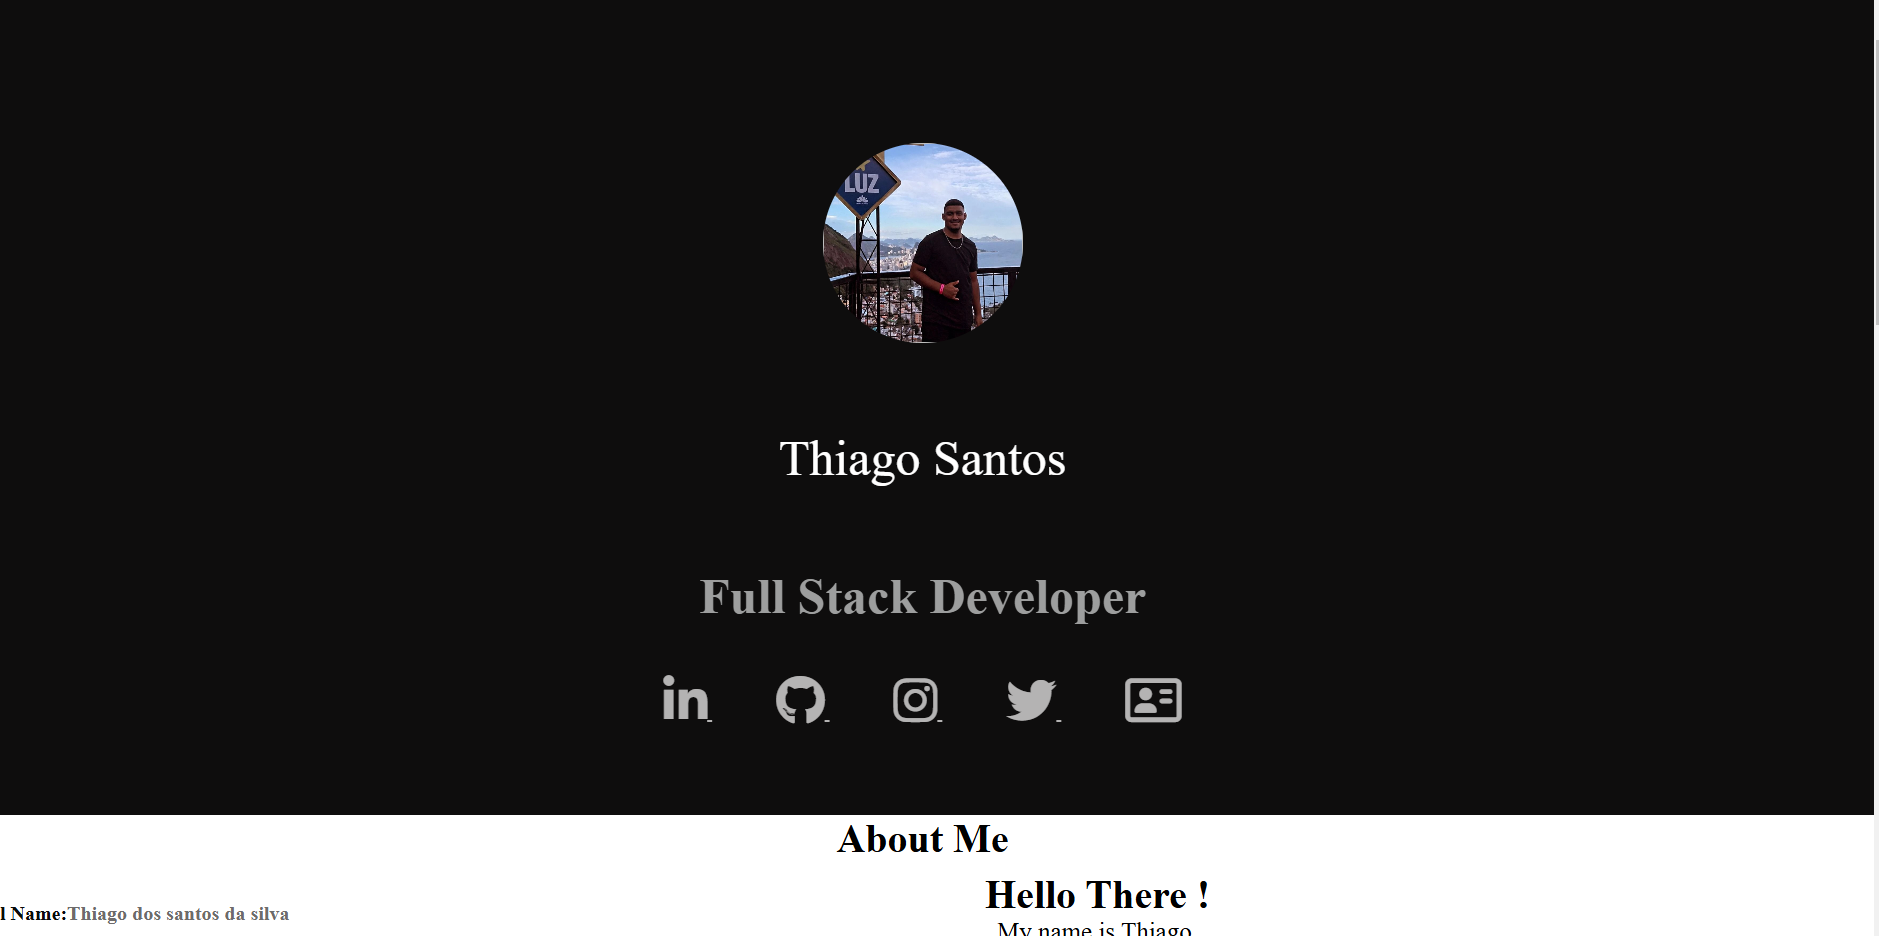 LUZ
Thiago Santos
Full Stack Developer
in
About Me
Hello There !
l Name:Thiago dos santos da silva
My name is Thiago